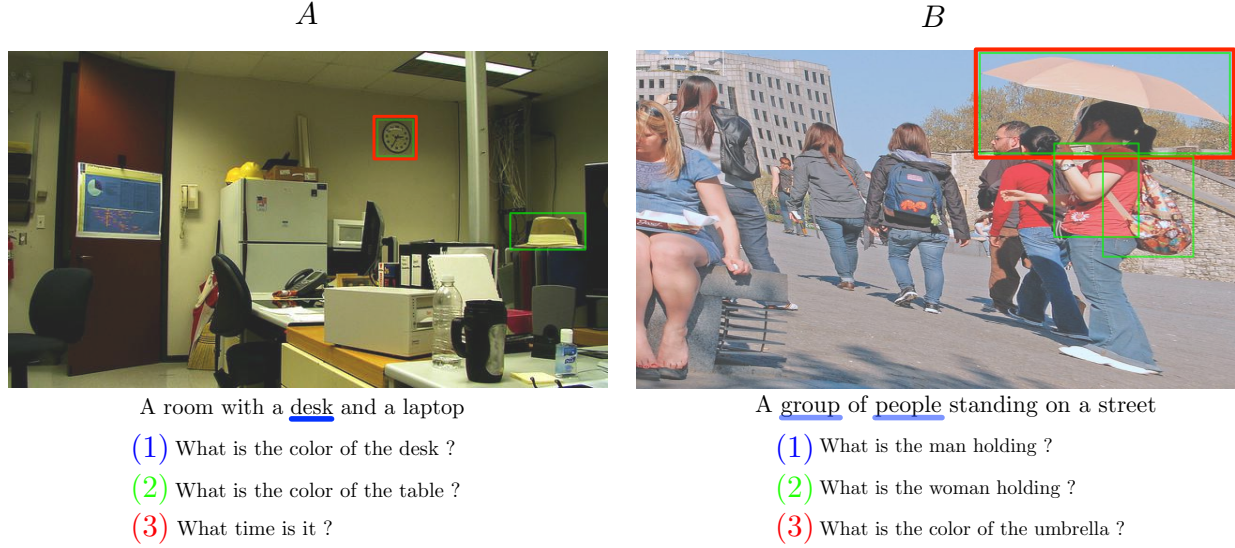 A
B
A room with a desk and a laptop
(1) What is the color of the desk ?
(2) What is the color of the table ?
(3) What time is it ?
A group of people standing on a street
(1) What is the man holding ?
(2) What is the woman holding ?
(3) What is the color of the umbrella ?